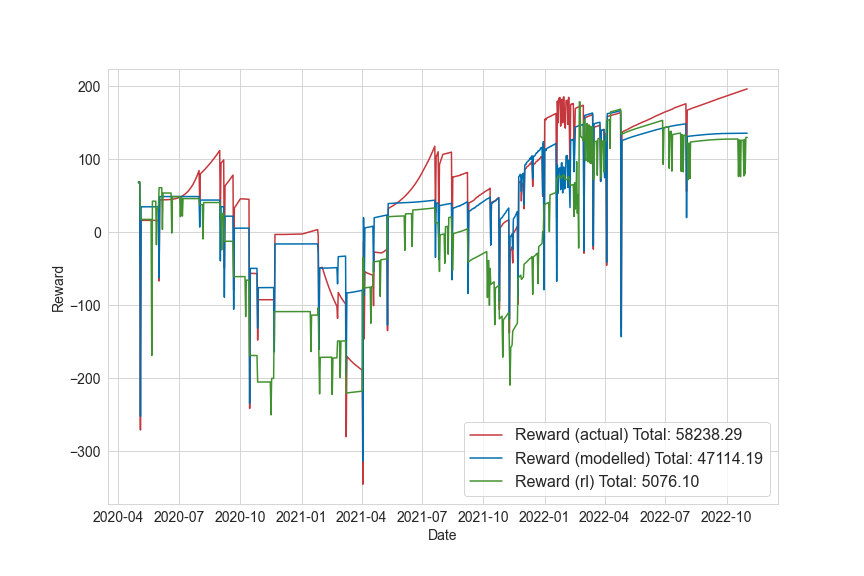 200
100
0
−100
−200
−300
Reward
Reward (actual) Total: 58238.29
Reward (modelled) Total: 47114.19
Reward (rl) Total: 5076.10
2020-04 2020-07 2020-10 2021-01 2021-04 2021-07 2021-10 2022-01 2022-04 2022-07 2022-10
Date